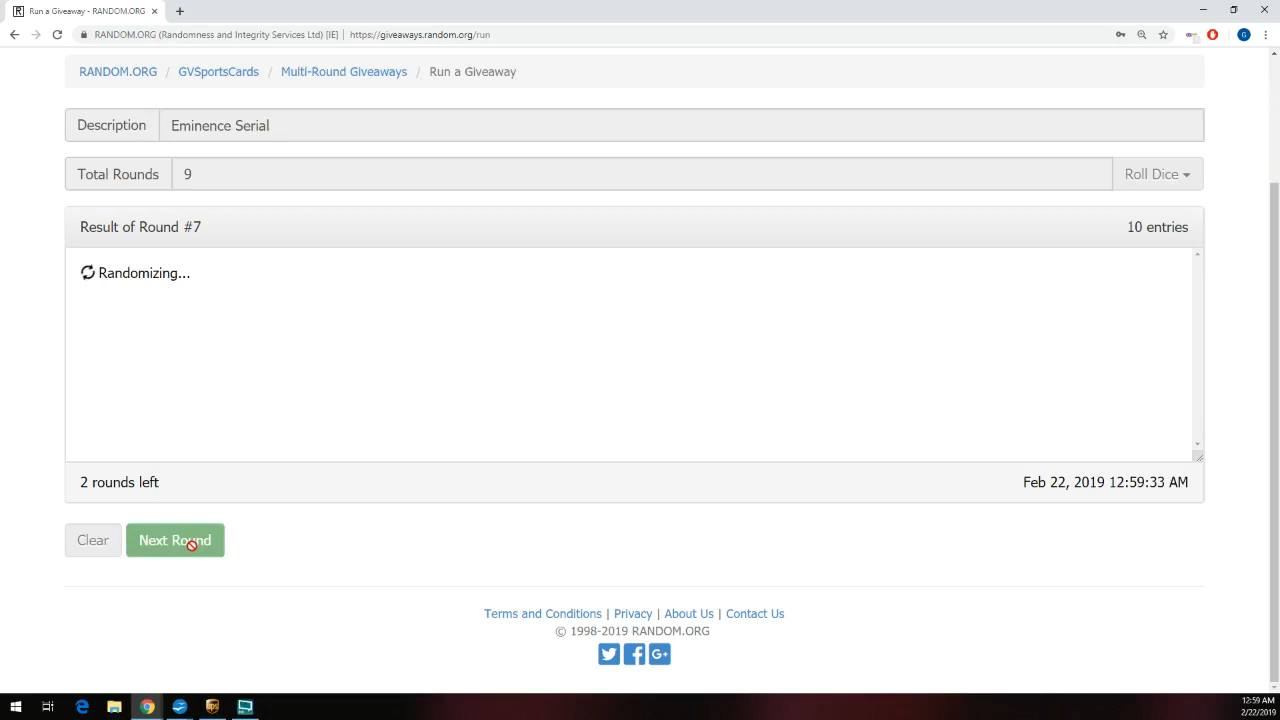 Run a Giveaway - RANDOM.ORG
RANDOM.ORG (Randomness and Integrity Services Ltd) [IE] | https://giveaways.random.org/run
RANDOM.ORG / GVSportsCards / Multi-Round Giveaways / Run a Giveaway
Description Eminence Serial
Total Rounds 9 Roll Dice
Result of Round #7 10 entries
Randomizing...
2 rounds left Feb 22, 2019 12:59:33 AM
Clear Next Round
Terms and Conditions | Privacy | About Us | Contact Us
© 1998-2019 RANDOM.ORG
12:59 AM
2/22/2019